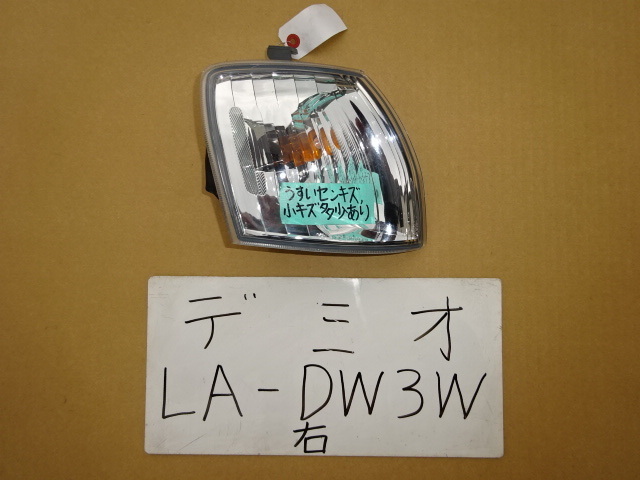 うすいセンキズ,
小キズ多少あり
デミオ
LA-DW3W
右